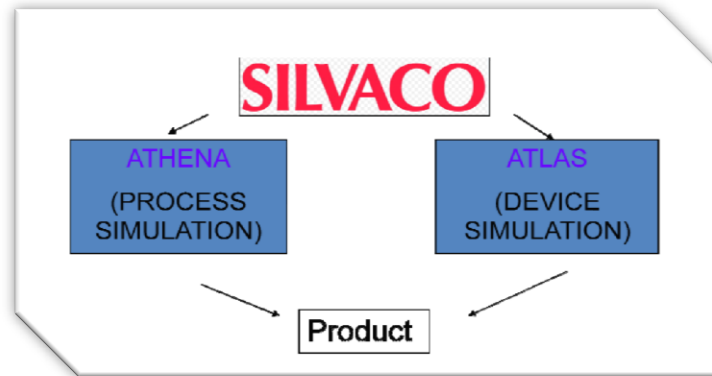 SILVACO
ATHENA
(PROCESS
SIMULATION)
ATLAS
(DEVICE
SIMULATION)
Product